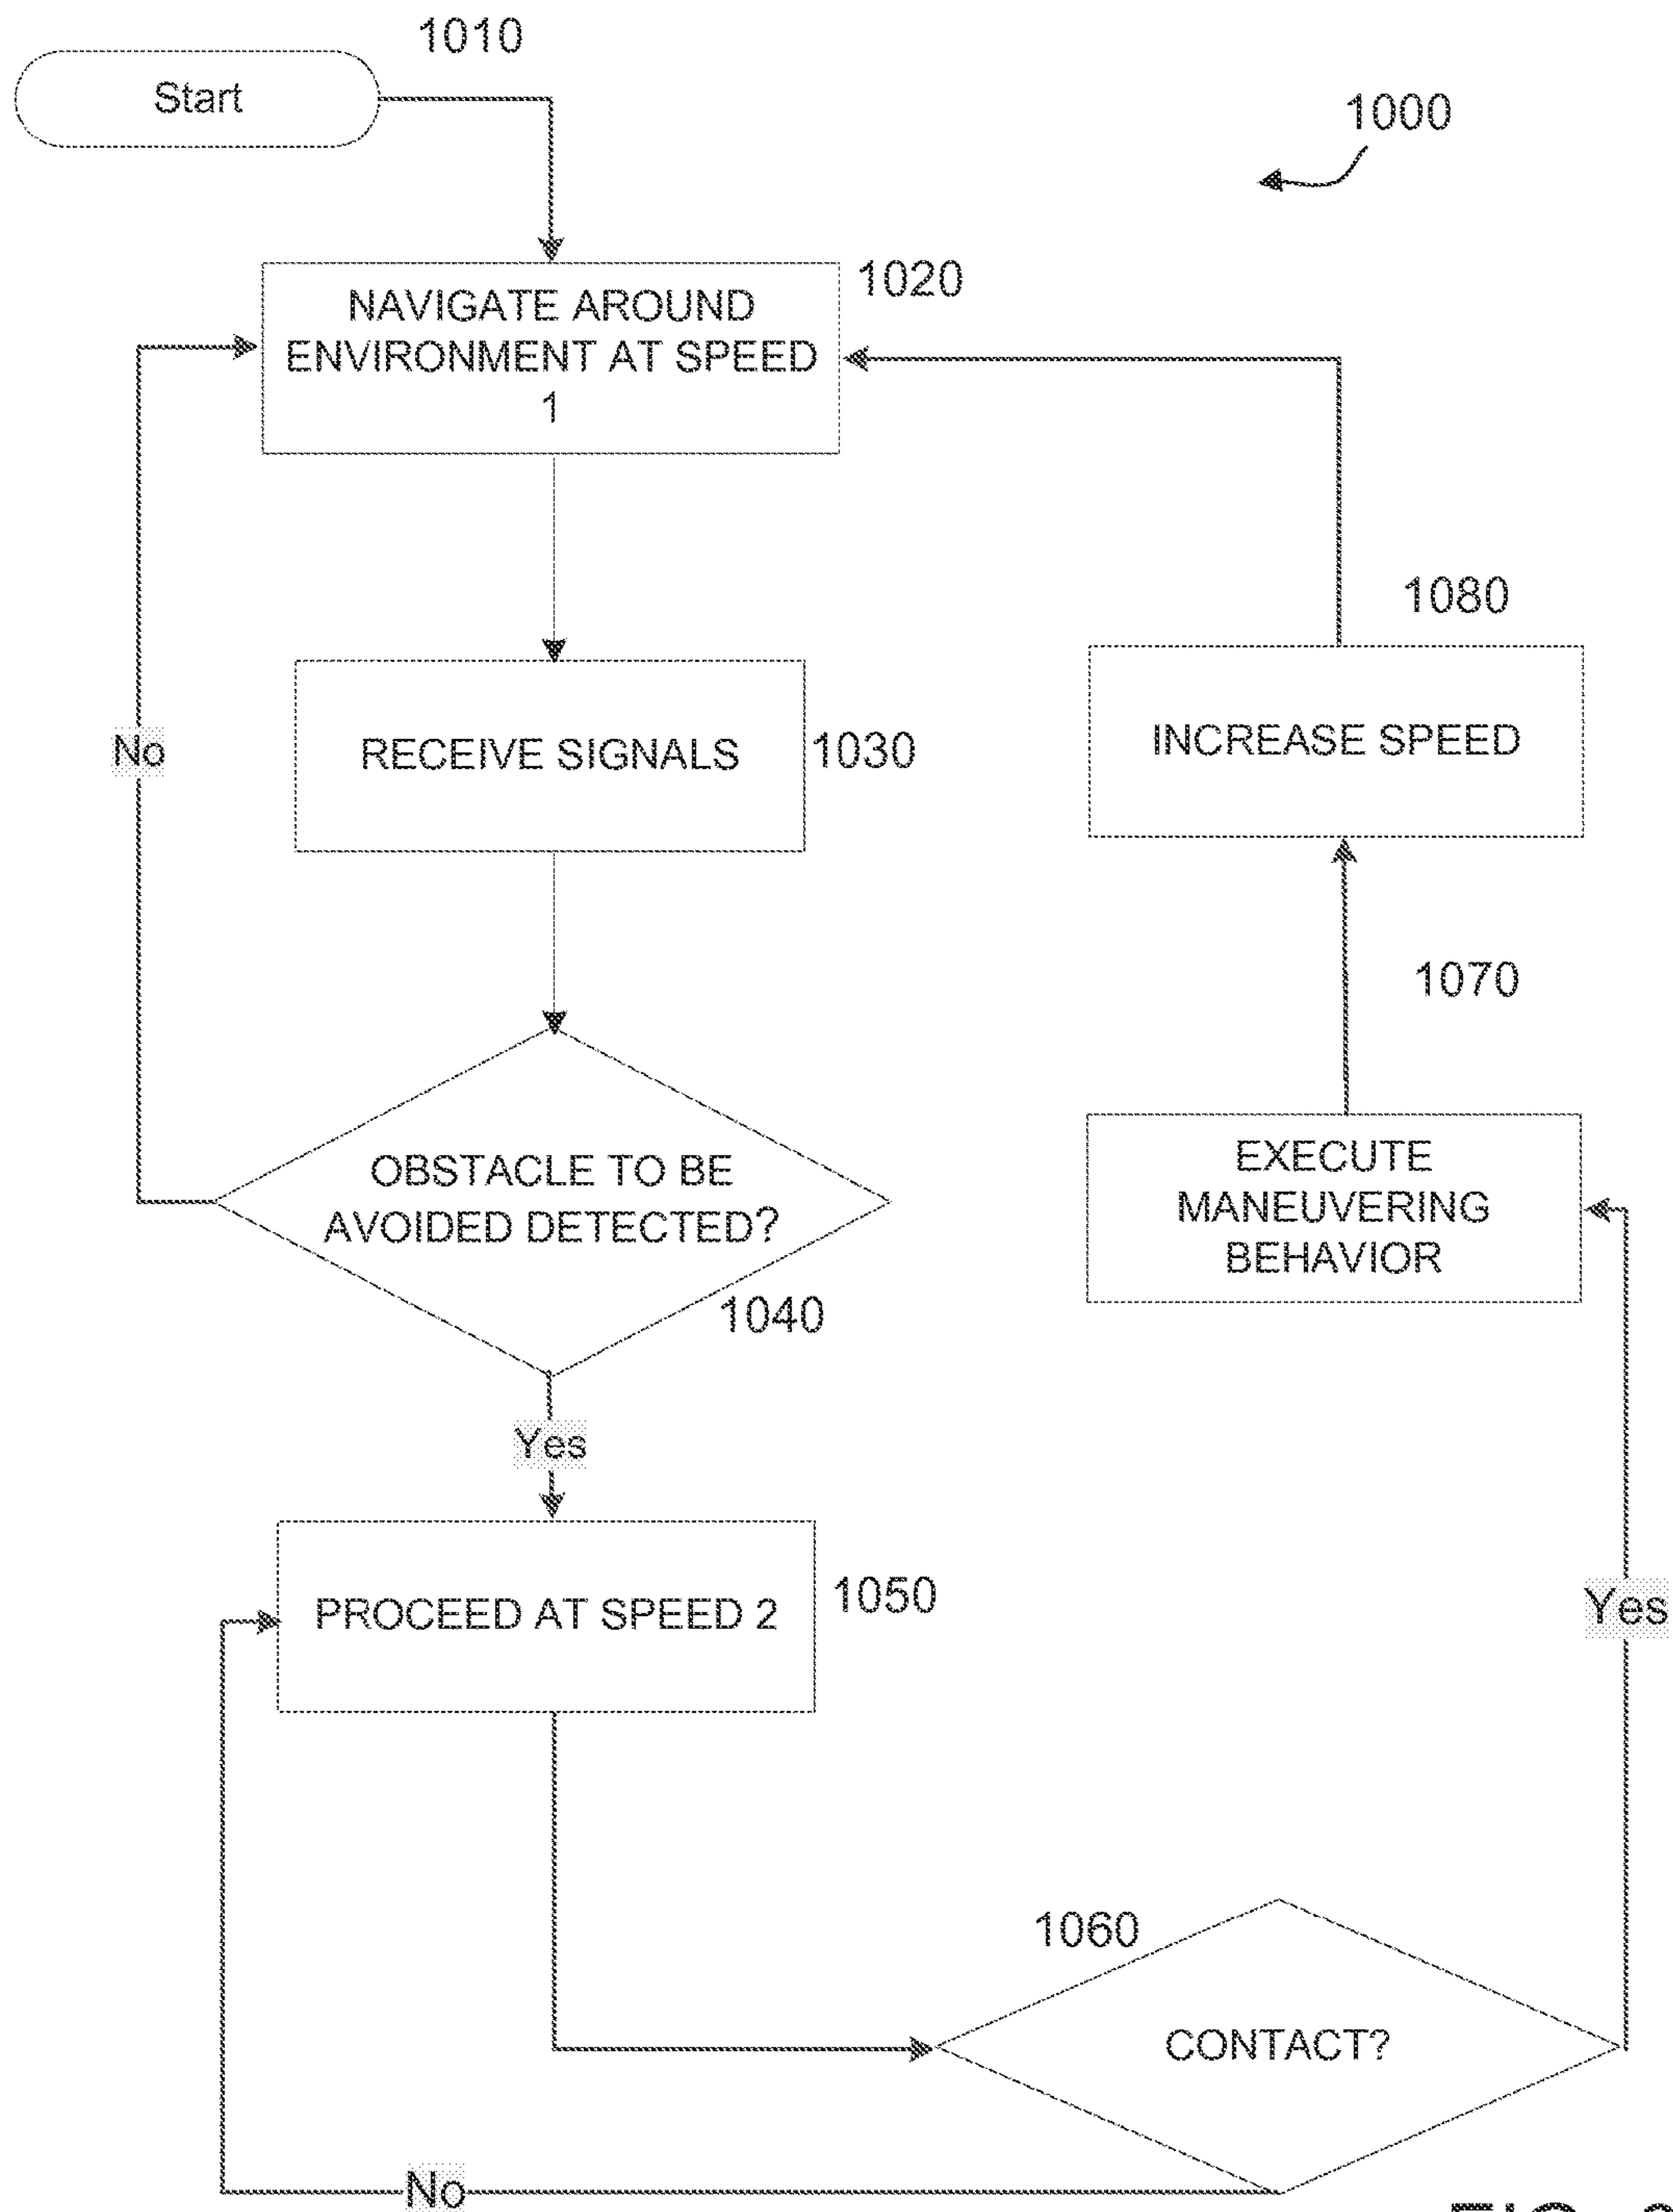 1010
Start
1000
1020
NAVIGATE AROUND
ENVIRONMENT AT SPEED
1
1080
No
RECEIVE SIGNALS
1030
INCREASE SPEED
1070
OBSTACLE TO BE
AVOIDED DETECTED?
1040
EXECUTE
MANEUVERING
BEHAVIOR
Yes
PROCEED AT SPEED 2
1050
Yes
1060
CONTACT?
No